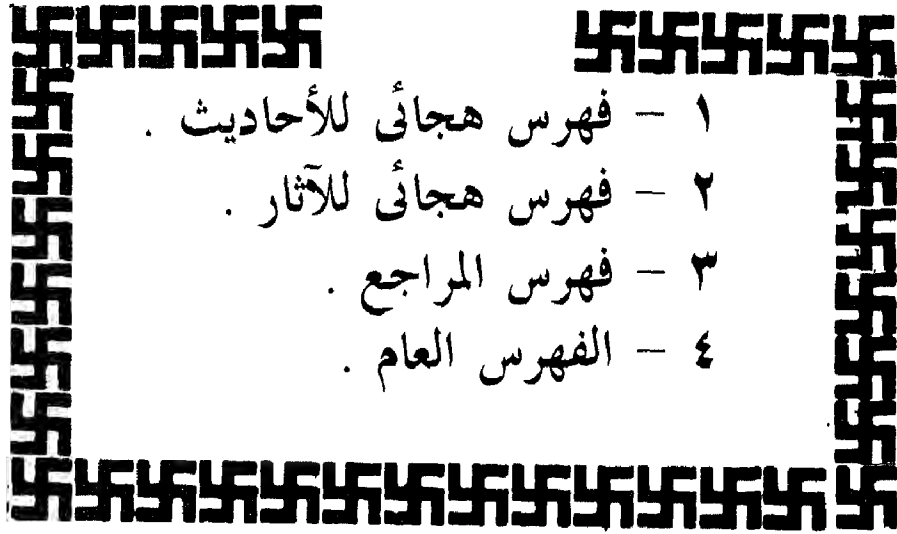 ١ – فهرس هجائى للأحاديث .
٢ – فهرس هجائى للآثار .
٣ – فهرس المراجع .
٤ – الفهرس العام .